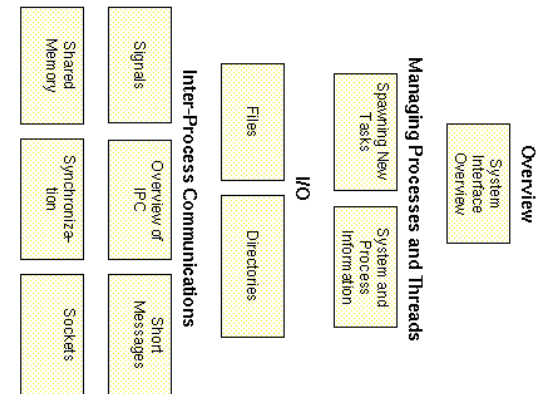 Overview
System
Interface
Overview
Managing Processes and Threads
Spawning New
Tasks
System and
Process
Information
I/O
Files
Directories
Inter-Process Communications
Signals
Overview of
IPC
Short
Messages
Shared
Memory
Synchroniza-
tion
Sockets